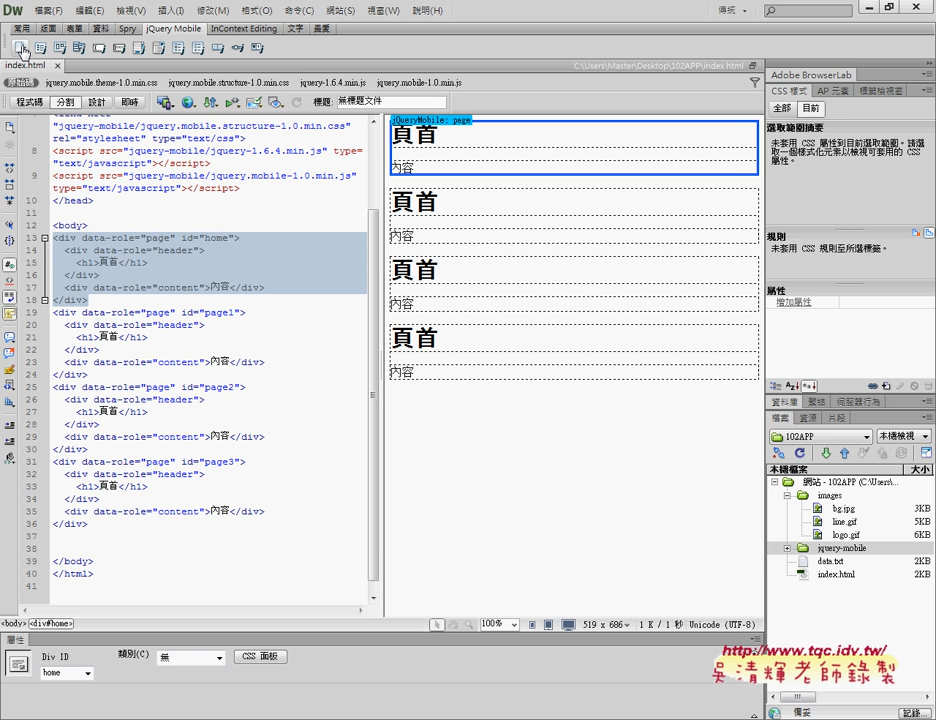 Dw 檔案(F) 編輯(E) 檢視(V) 插入(I) 修改(M) 格式(O) 命令(C) 網站(S) 視窗(W) 說明(H) 傳統
常用 版面 表單 資料 Spry jQuery Mobile InContext Editing 文字 最愛
index.html C:\Users\Master\Desktop\102APP\index.html
原始碼 jquery.mobile.theme-1.0.min.css jquery.mobile.structure-1.0.min.css jquery-1.6.4.min.js jquery.mobile-1.0.min.js
程式碼 分割 設計 即時 標題: 無標題文件
"jquery-mobile/jquery.mobile.structure-1.0.min.css"
rel="stylesheet" type="text/css">
8 <script src="jquery-mobile/jquery-1.6.4.min.js" type=
"text/javascript"></script>
9 <script src="jquery-mobile/jquery.mobile-1.0.min.js"
type="text/javascript"></script>
10 </head>
11
12 <body>
13 <div data-role="page" id="home">
14 <div data-role="header">
15 <h1>頁首</h1>
16 </div>
17 <div data-role="content">內容</div>
18 </div>
19 <div data-role="page" id="page1">
20 <div data-role="header">
21 <h1>頁首</h1>
22 </div>
23 <div data-role="content">內容</div>
24 </div>
25 <div data-role="page" id="page2">
26 <div data-role="header">
27 <h1>頁首</h1>
28 </div>
29 <div data-role="content">內容</div>
30 </div>
31 <div data-role="page" id="page3">
32 <div data-role="header">
33 <h1>頁首</h1>
34 </div>
35 <div data-role="content">內容</div>
36 </div>
37
38
39 </body>
40 </html>
41
jQueryMobile: page
頁首
內容
頁首
內容
頁首
內容
頁首
內容
<body> <div#home> 100% 519 x 686 1 K / 1 秒 Unicode (UTF-8)
屬性
Div ID 類別(C) 無 CSS 面板
home
Adobe BrowserLab
CSS 樣式 AP 元素 標籤檢視窗
全部 目前
選取範圍摘要
未套用 CSS 屬性到目前選取範圍。請選
取一個樣式化元素以檢視可套用的 CSS
屬性。
規則
未套用 CSS 規則至所選標籤。
屬性
增加屬性
資料庫 繫結 伺服器行為
檔案 資源 片段
102APP 本機檢視
本機檔案 大小
網站 - 102APP (C:\Users\...
images
bg.jpg 3KB
line.gif 5KB
logo.gif 6KB
jquery-mobile
data.txt 2KB
index.html 2KB
http://www.tqc.idv.tw/
吳清輝老師錄製
備妥 記錄...